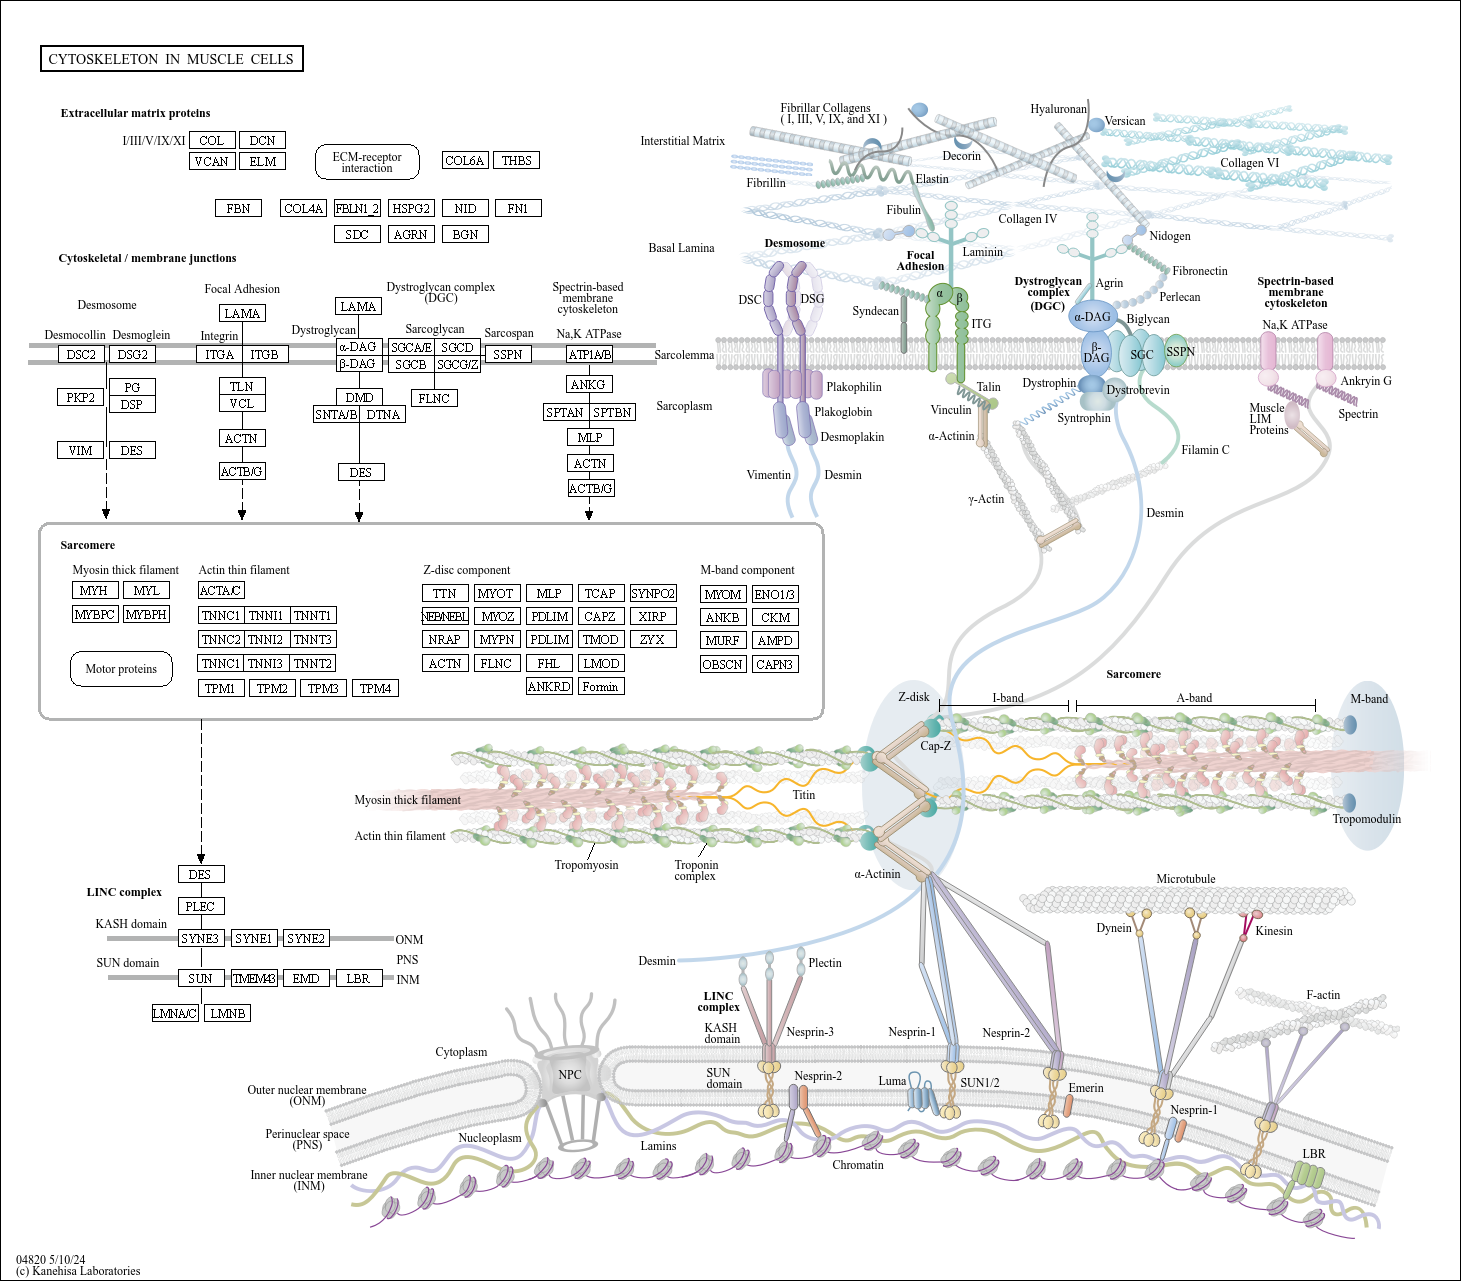 CYTOSKELETON IN MUSCLE CELLS
Extracellular matrix proteins
I/III/V/IX/XI COL DCN
VCAN ELM
ECM-receptor
interaction
COL6A THBS
FBN COL4A FBLN1_2 HSPG2 NID FN1
SDC AGRN BGN
Cytoskeletal / membrane junctions
Desmosome
Desmocollin Desmoglein
DSC2 DSG2
PKP2 PG
DSP
VIM DES
Focal Adhesion
LAMA
Integrin
ITGA ITGB
TLN
VCL
ACTN
ACTB/G
Dystroglycan complex
(DGC)
LAMA
Dystroglycan Sarcoglycan Sarcospan
α-DAG SGCA/E SGCD SSPN
β-DAG SGCB SGCG/Z
DMD FLNC
SNTA/B DTNA
DES
Spectrin-based
membrane
cytoskeleton
Na,K ATPase
ATP1A/B
ANKG
SPTAN SPTBN
MLP
ACTN
ACTB/G
Sarcomere
Myosin thick filament
MYH MYL
MYBPC MYBPH
Motor proteins
Actin thin filament
ACTA/C
TNNC1 TNNI1 TNNT1
TNNC2 TNNI2 TNNT3
TNNC1 TNNI3 TNNT2
TPM1 TPM2 TPM3 TPM4
Z-disc component
TTN MYOT MLP TCAP SYNPO2
NEB/NEBL MYOZ PDLIM CAPZ XIRP
NRAP MYPN PDLIM TMOD ZYX
ACTN FLNC FHL LMOD
ANKRD Formin
M-band component
MYOM ENO1/3
ANKB CKM
MURF AMPD
OBSCN CAPN3
DES
LINC complex
PLEC
KASH domain
SYNE3 SYNE1 SYNE2 ONM
PNS
SUN domain
SUN TMEM43 EMD LBR INM
LMNA/C LMNB
Interstitial Matrix
Fibrillar Collagens
( I, III, V, IX, and XI )
Hyaluronan
Versican
Decorin
Collagen VI
Fibrillin
Elastin
Fibulin
Collagen IV
Nidogen
Basal Lamina
Desmosome
Focal
Adhesion
Laminin
Fibronectin
Dystroglycan
complex
(DGC)
Agrin
Perlecan
Spectrin-based
membrane
cytoskeleton
DSC
DSG
Syndecan
α
β
ITG
α-DAG
Biglycan
Na,K ATPase
Sarcolemma
β-
DAG
SGC
SSPN
Plakophilin
Talin
Dystrophin
Dystrobrevin
Ankyrin G
Sarcoplasm
Plakoglobin
Vinculin
Syntrophin
Muscle
LIM
Proteins
Spectrin
Desmoplakin
α-Actinin
Filamin C
Vimentin
Desmin
γ-Actin
Desmin
Sarcomere
Z-disk
I-band
A-band
M-band
Cap-Z
Titin
Myosin thick filament
Tropomodulin
Actin thin filament
Tropomyosin
Troponin
complex
α-Actinin
Microtubule
Dynein
Kinesin
Desmin
Plectin
F-actin
LINC
complex
KASH
domain
Nesprin-3
Nesprin-1
Nesprin-2
Cytoplasm
NPC
SUN
domain
Nesprin-2
Luma
SUN1/2
Emerin
Outer nuclear membrane
(ONM)
Nesprin-1
Perinuclear space
(PNS)
Nucleoplasm
Lamins
Chromatin
LBR
Inner nuclear membrane
(INM)
04820 5/10/24
(c) Kanehisa Laboratories